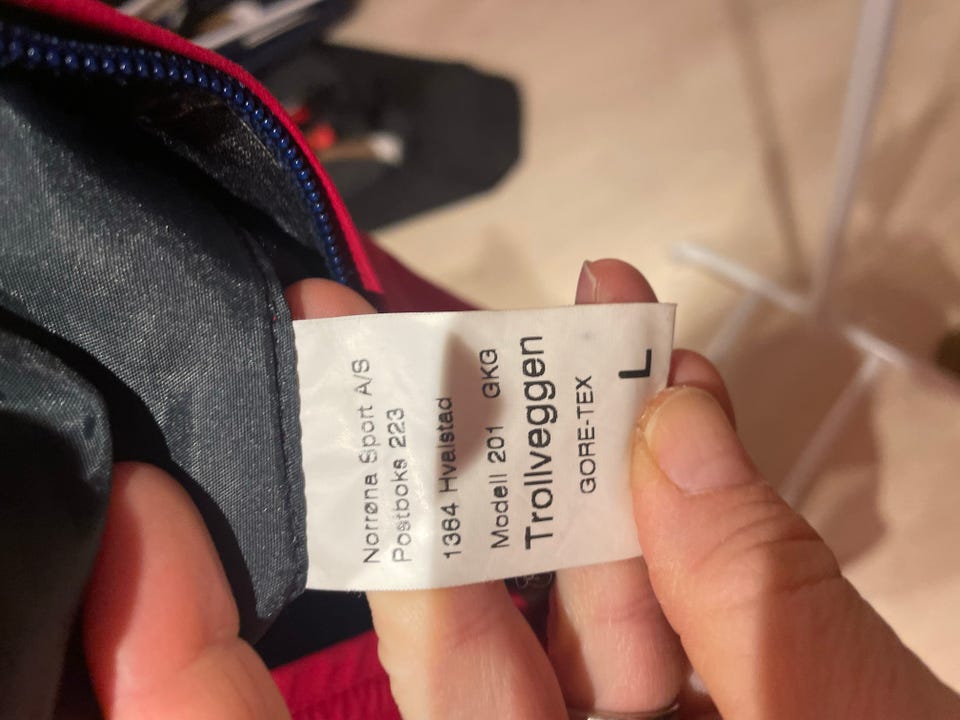 Norrøna Sport A/S
Postboks 223
1364 Hvalstad
Modell 201 GKG
Trollveggen
GORE-TEX
L